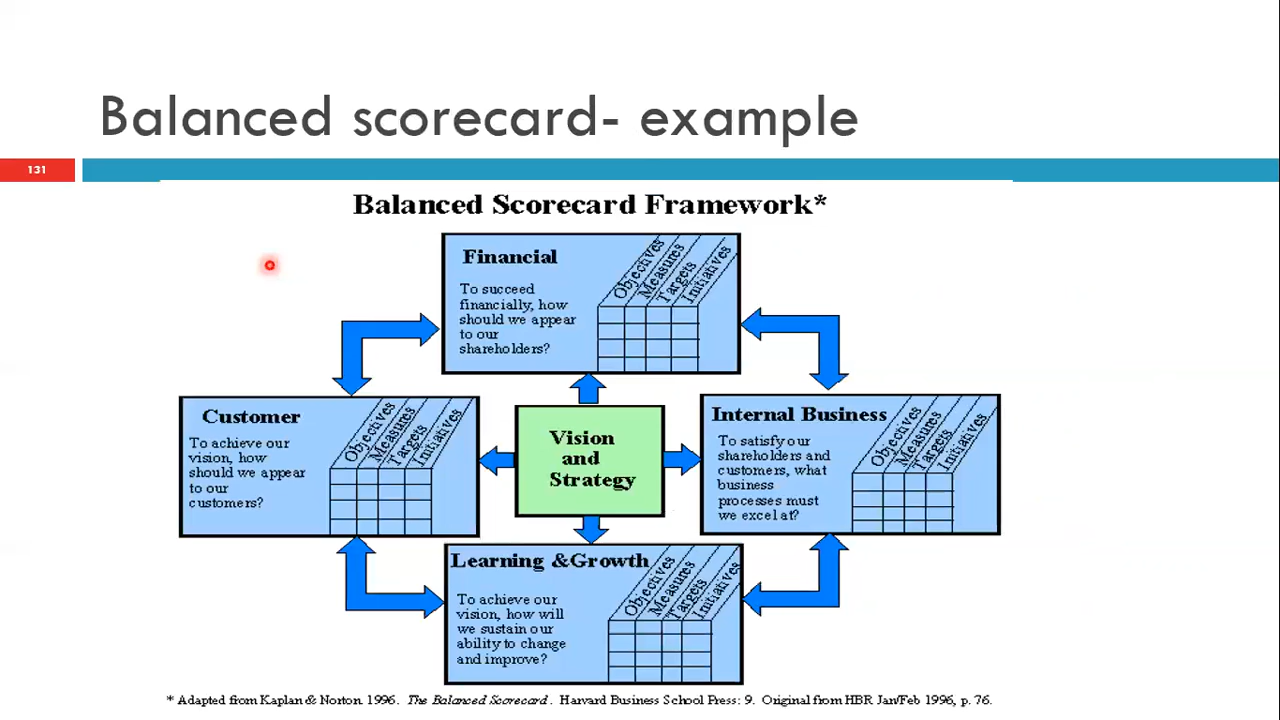 Balanced scorecard- example
131
Balanced Scorecard Framework*
Financial
To succeed
financially, how
should we appear
to our
shareholders?
Objectives
Measures
Targets
Initiatives
Customer
To achieve our
vision, how
should we appear
to our
customers?
Objectives
Measures
Targets
Initiatives
Vision
and
Strategy
Internal Business
To satisfy our
shareholders and
customers, what
business
processes must
we excel at?
Objectives
Measures
Targets
Initiatives
Learning &Growth
To achieve our
vision, how will
we sustain our
ability to change
and improve?
Objectives
Measures
Targets
Initiatives
* Adapted from Kaplan & Norton. 1996. The Balanced Scorecard. Harvard Business School Press: 9. Original from HBR Jan/Feb 1996, p. 76.